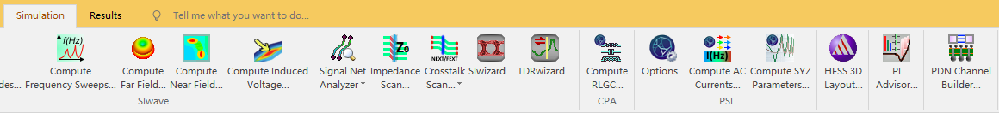 Simulation Results Tell me what you want to do...
f(Hz) Z₀ NEXT/FEXT I(Hz)
des... Compute Frequency Sweeps... Compute Far Field... Compute Near Field... Compute Induced Voltage... Signal Net Analyzer Impedance Scan... Crosstalk Scan... SIwizard... TDRwizard... Compute RLGC... Options... Compute AC Currents... Compute SYZ Parameters... HFSS 3D Layout... PI Advisor... PDN Channel Builder...
SIwave CPA PSI